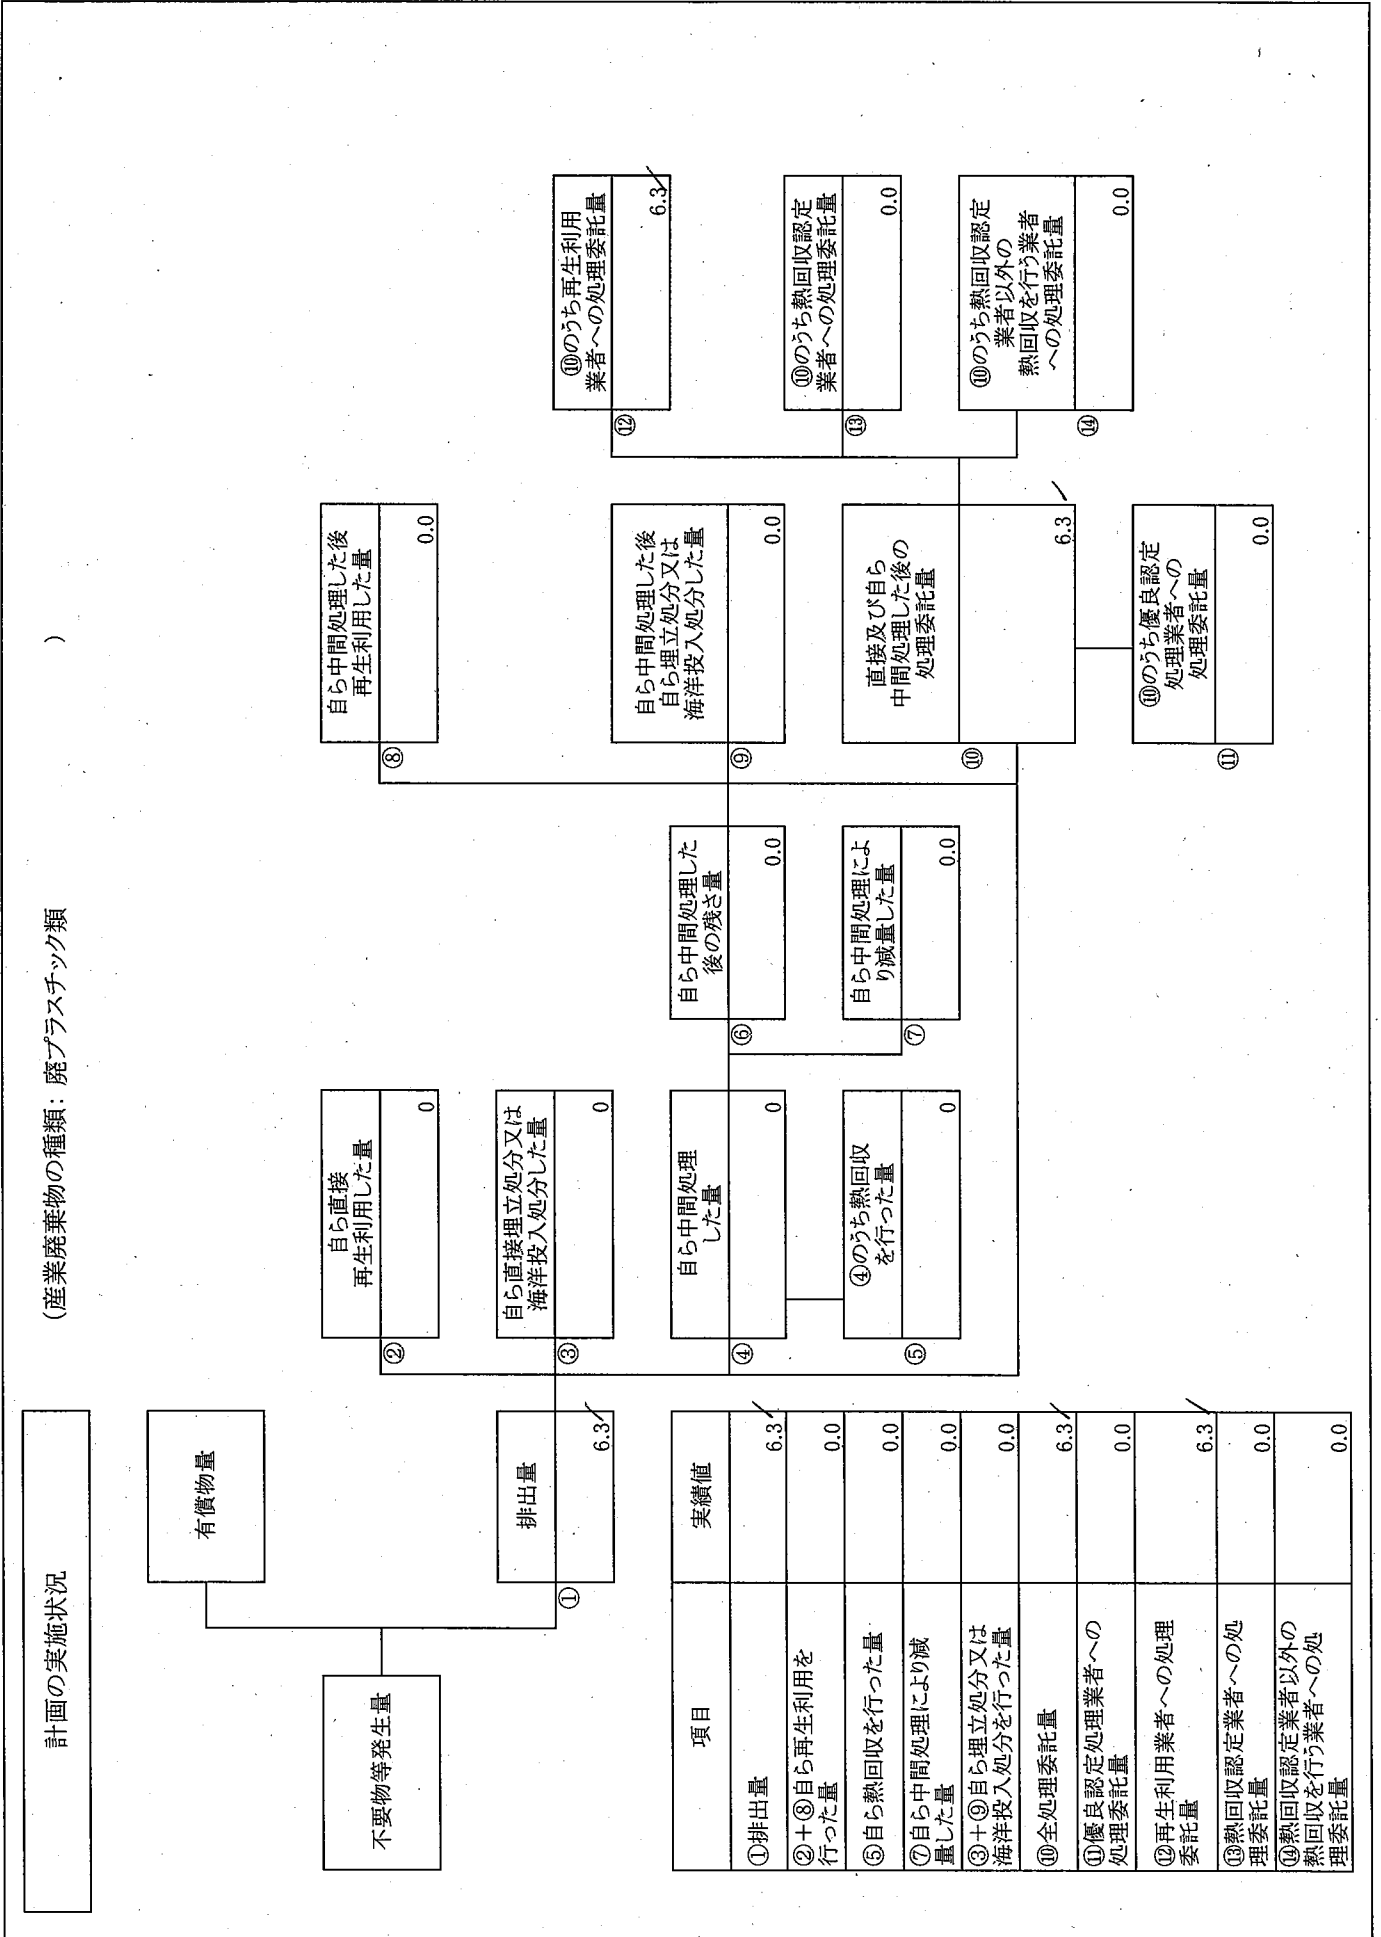 計画の実施状況
(産業廃棄物の種類：廃プラスチック類
)
不要物等発生量
有償物量
①
排出量
6.3
②
自ら直接
再生利用した量
0
③
自ら直接埋立処分又は
海洋投入処分した量
0
④
自ら中間処理
した量
0
⑤
④のうち熱回収
を行った量
0
⑥
自ら中間処理した
後の残さ量
0.0
⑦
自ら中間処理によ
り減量した量
0.0
⑧
自ら中間処理した後
再生利用した量
0.0
⑨
自ら中間処理した後
自ら埋立処分又は
海洋投入処分した量
0.0
⑩
直接及び自ら
中間処理した後の
処理委託量
6.3
⑪
⑩のうち優良認定
処理業者への
処理委託量
0.0
⑫
⑩のうち再生利用
業者への処理委託量
6.3
⑬
⑩のうち熱回収認定
業者への処理委託量
0.0
⑭
⑩のうち熱回収認定
業者以外の
熱回収を行う業者
への処理委託量
0.0
項目
実績値
①排出量
6.3
②＋⑧自ら再生利用を
行った量
0.0
⑤自ら熱回収を行った量
0.0
⑦自ら中間処理により減
量した量
0.0
③＋⑨自ら埋立処分又は
海洋投入処分を行った量
0.0
⑩全処理委託量
6.3
⑪優良認定処理業者への
処理委託量
0.0
⑫再生利用業者への処理
委託量
6.3
⑬熱回収認定業者への処
理委託量
0.0
⑭熱回収認定業者以外の
熱回収を行う業者への処
理委託量
0.0